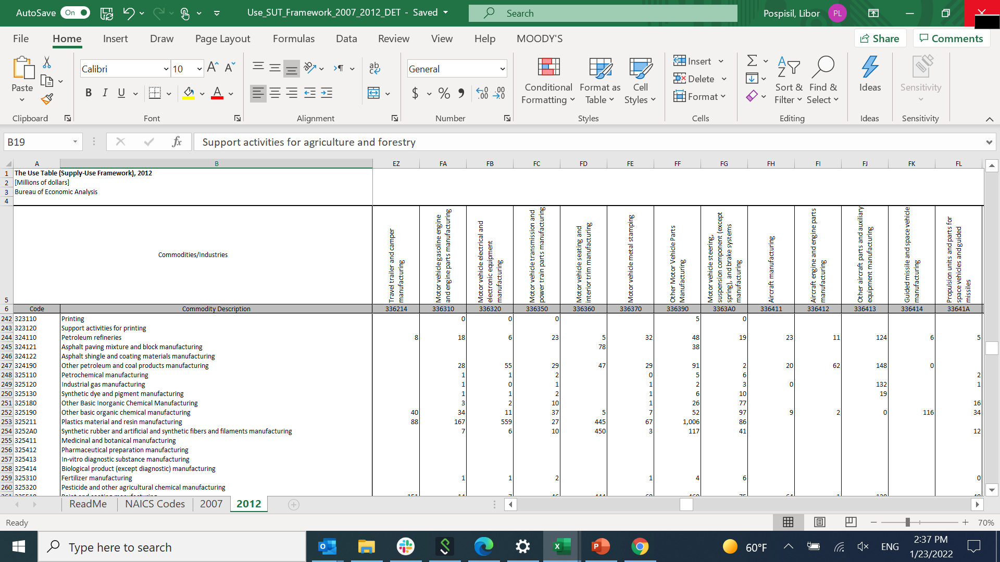 AutoSave On Use_SUT_Framework_2007_2012_DET - Saved Search Pospisil, Libor PL
File Home Insert Draw Page Layout Formulas Data Review View Help MOODY'S Share Comments
Calibri 10 General Insert
Paste Conditional Format as Cell Delete Sort & Find & Ideas Sensitivity
Formatting Table Styles Format Filter Select
Clipboard Font Alignment Number Styles Cells Editing Ideas Sensitivity
B19 fx Support activities for agriculture and forestry
A B EZ FA FB FC FD FE FF FG FH FI FJ FK FL
1 The Use Table (Supply-Use Framework), 2012
2 [Millions of dollars]
3 Bureau of Economic Analysis
4
5 Commodities/Industries
Travel trailer and camper manufacturing
Motor vehicle gasoline engine and engine parts manufacturing
Motor vehicle electrical and electronic equipment manufacturing
Motor vehicle transmission and power train parts manufacturing
Motor vehicle seating and interior trim manufacturing
Motor vehicle metal stamping
Other Motor Vehicle Parts Manufacturing
Motor vehicle steering, suspension component (except spring), and brake systems manufacturing
Aircraft manufacturing
Aircraft engine and engine parts manufacturing
Other aircraft parts and auxiliary equipment manufacturing
Guided missile and space vehicle manufacturing
Propulsion units and parts for space vehicles and guided missiles
6 Code Commodity Description 336214 336310 336320 336350 336360 336370 336390 3363A0 336411 336412 336413 336414 33641A
242 323110 Printing 0 0 0 5 0
243 323120 Support activities for printing
244 324110 Petroleum refineries 8 18 6 23 5 32 48 19 23 11 124 6 5
245 324121 Asphalt paving mixture and block manufacturing 78 38
246 324122 Asphalt shingle and coating materials manufacturing
247 324190 Other petroleum and coal products manufacturing 28 55 29 47 29 91 2 20 62 148 0
248 325110 Petrochemical manufacturing 1 1 2 0 5 6 2
249 325120 Industrial gas manufacturing 1 0 1 1 2 3 0 132 1
250 325130 Synthetic dye and pigment manufacturing 1 1 2 1 6 10 19
251 325180 Other Basic Inorganic Chemical Manufacturing 3 2 10 1 26 77 16
252 325190 Other basic organic chemical manufacturing 40 34 11 37 5 7 52 97 9 2 0 116 34
253 325211 Plastics material and resin manufacturing 88 167 559 27 445 67 1,006 86
254 3252A0 Synthetic rubber and artificial and synthetic fibers and filaments manufacturing 7 6 10 450 3 117 41 12
255 325411 Medicinal and botanical manufacturing
256 325412 Pharmaceutical preparation manufacturing
257 325413 In-vitro diagnostic substance manufacturing
258 325414 Biological product (except diagnostic) manufacturing
259 325310 Fertilizer manufacturing 1 1 2 1 4 6 0
260 325320 Pesticide and other agricultural chemical manufacturing
ReadMe NAICS Codes 2007 2012
Ready 70%
Type here to search 60°F ENG 2:37 PM
1/23/2022